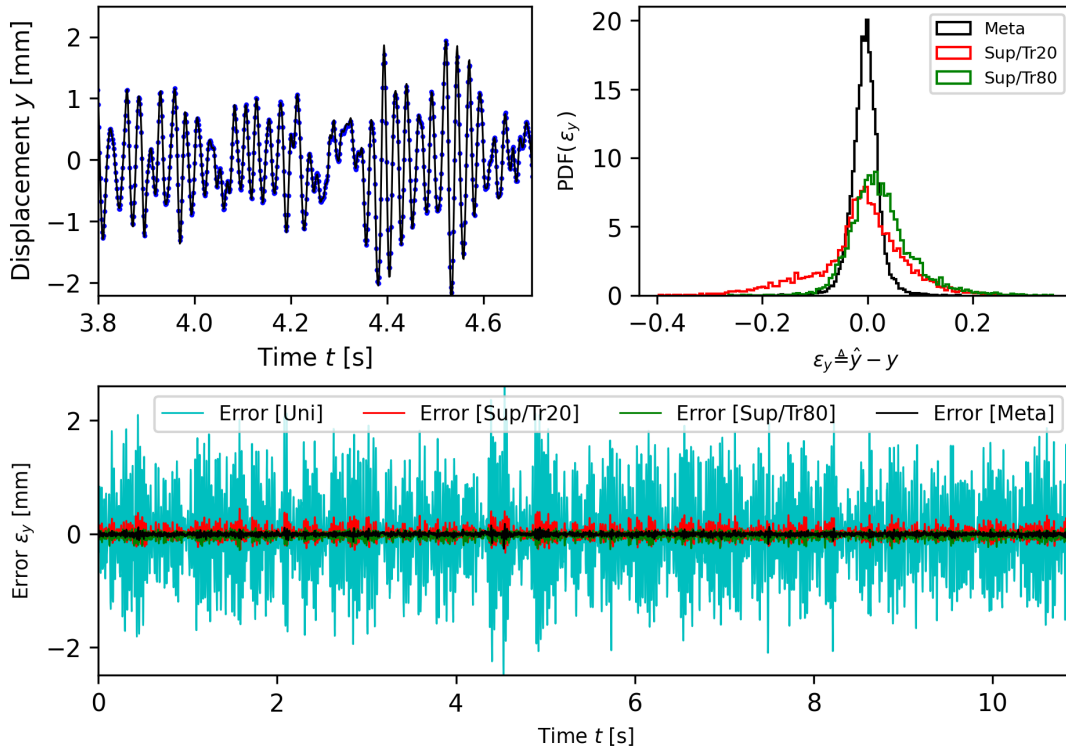 Displacement y [mm]
2
1
0
−1
−2
3.8
4.0
4.2
4.4
4.6
Time t [s]
PDF(ε_y)
20
15
10
5
0
Meta
Sup/Tr20
Sup/Tr80
−0.4
−0.2
0.0
0.2
ε_y≜ŷ − y
Error ε_y [mm]
2
0
−2
Error [Uni] Error [Sup/Tr20] Error [Sup/Tr80] Error [Meta]
0
2
4
6
8
10
Time t [s]